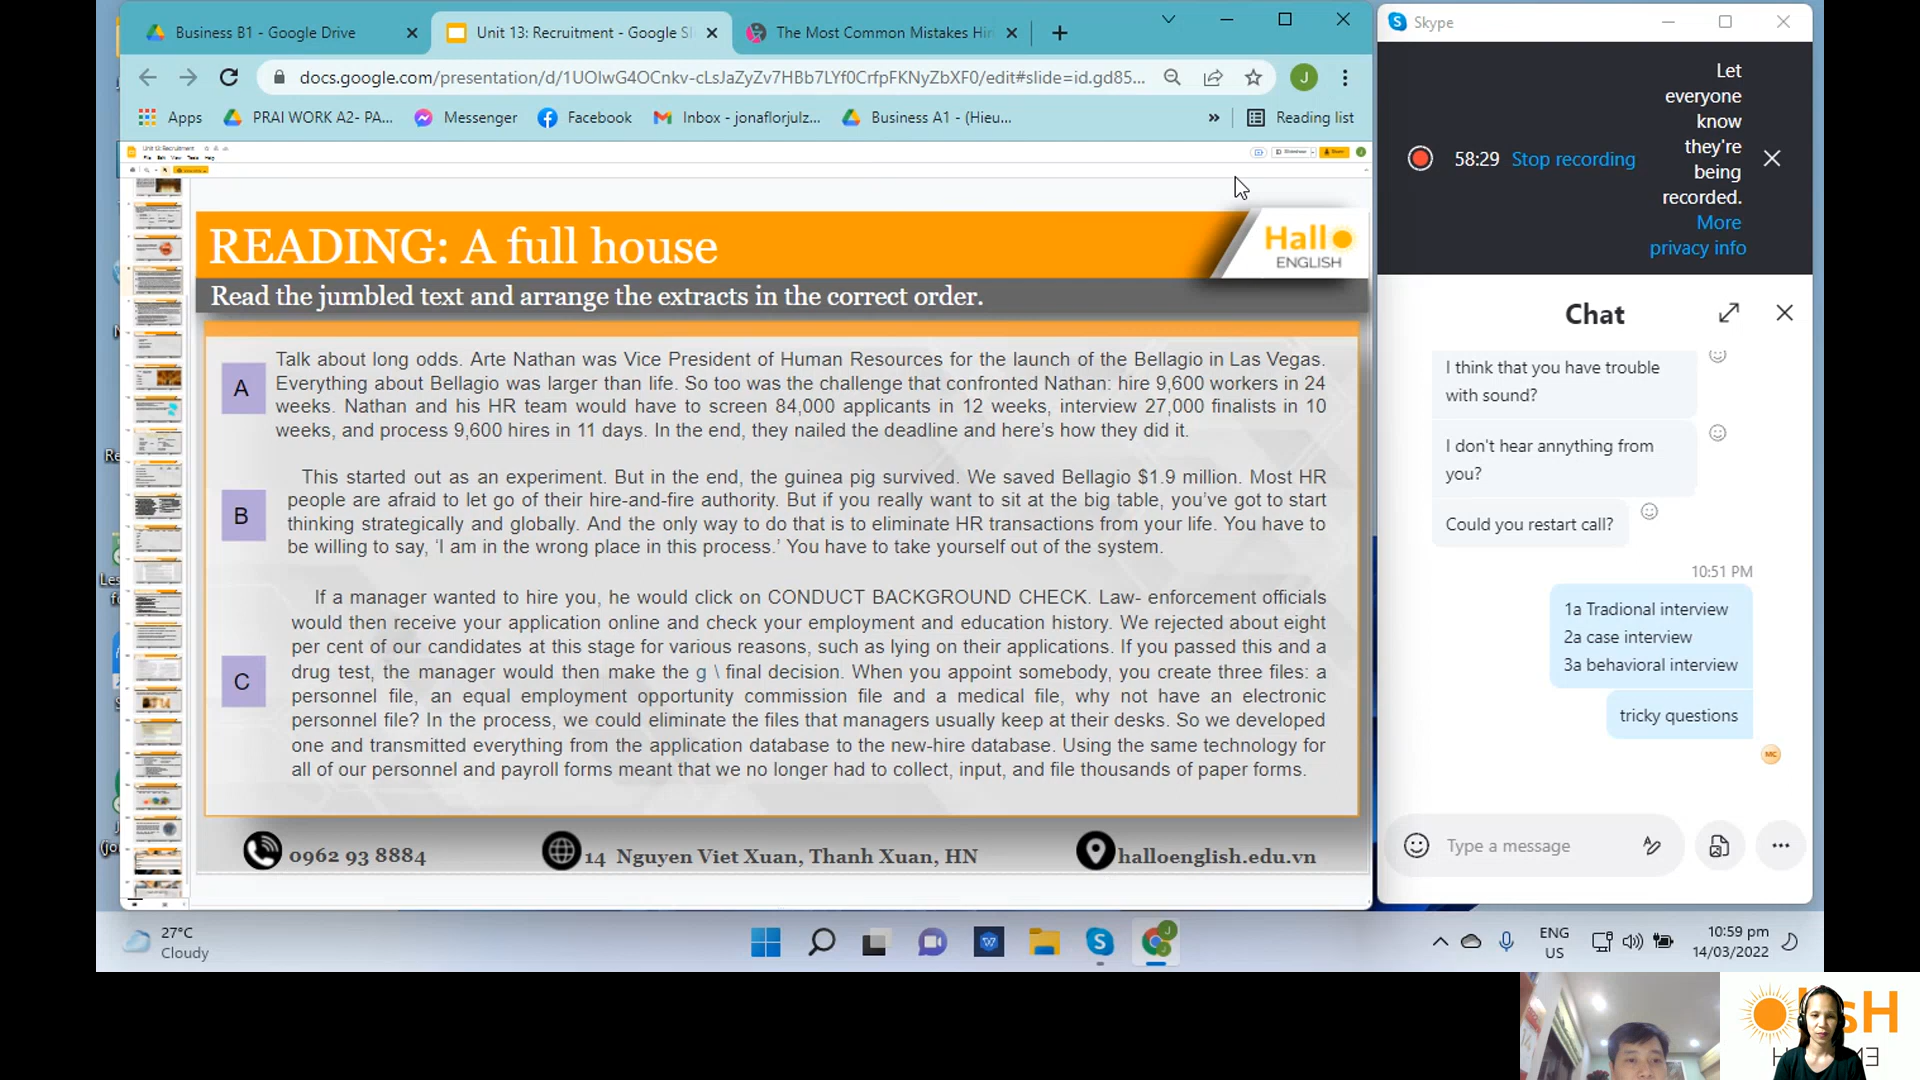 Business B1 - Google Drive
Unit 13: Recruitment - Google Sl
The Most Common Mistakes Hi
docs.google.com/presentation/d/1UOIwG4OCnkv-cLsJaZyZv7HBb7LYf0CrfpFKNyZbXF0/edit#slide=id.gd85...
J
Apps
PRAI WORK A2- PA...
Messenger
Facebook
Inbox - jonaflorjulz...
Business A1 - (Hieu...
»
Reading list
Unit 13: Recruitment
File Edit View Tools Help
Slideshow
Share
READING: A full house
Hallo
ENGLISH
Read the jumbled text and arrange the extracts in the correct order.
A
Talk about long odds. Arte Nathan was Vice President of Human Resources for the launch of the Bellagio in Las Vegas.
Everything about Bellagio was larger than life. So too was the challenge that confronted Nathan: hire 9,600 workers in 24
weeks. Nathan and his HR team would have to screen 84,000 applicants in 12 weeks, interview 27,000 finalists in 10
weeks, and process 9,600 hires in 11 days. In the end, they nailed the deadline and here's how they did it.
B
This started out as an experiment. But in the end, the guinea pig survived. We saved Bellagio $1.9 million. Most HR
people are afraid to let go of their hire-and-fire authority. But if you really want to sit at the big table, you've got to start
thinking strategically and globally. And the only way to do that is to eliminate HR transactions from your life. You have to
be willing to say, 'I am in the wrong place in this process.' You have to take yourself out of the system.
C
If a manager wanted to hire you, he would click on CONDUCT BACKGROUND CHECK. Law- enforcement officials
would then receive your application online and check your employment and education history. We rejected about eight
per cent of our candidates at this stage for various reasons, such as lying on their applications. If you passed this and a
drug test, the manager would then make the g \ final decision. When you appoint somebody, you create three files: a
personnel file, an equal employment opportunity commission file and a medical file, why not have an electronic
personnel file? In the process, we could eliminate the files that managers usually keep at their desks. So we developed
one and transmitted everything from the application database to the new-hire database. Using the same technology for
all of our personnel and payroll forms meant that we no longer had to collect, input, and file thousands of paper forms.
0962 93 8884
14 Nguyen Viet Xuan, Thanh Xuan, HN
halloenglish.edu.vn
Skype
58:29
Stop recording
Let
everyone
know
they're
being
recorded.
More
privacy info
Chat
I think that you have trouble
with sound?
I don't hear annything from
you?
Could you restart call?
10:51 PM
1a Tradional interview
2a case interview
3a behavioral interview
tricky questions
MC
Type a message
27°C
Cloudy
ENG
US
10:59 pm
14/03/2022